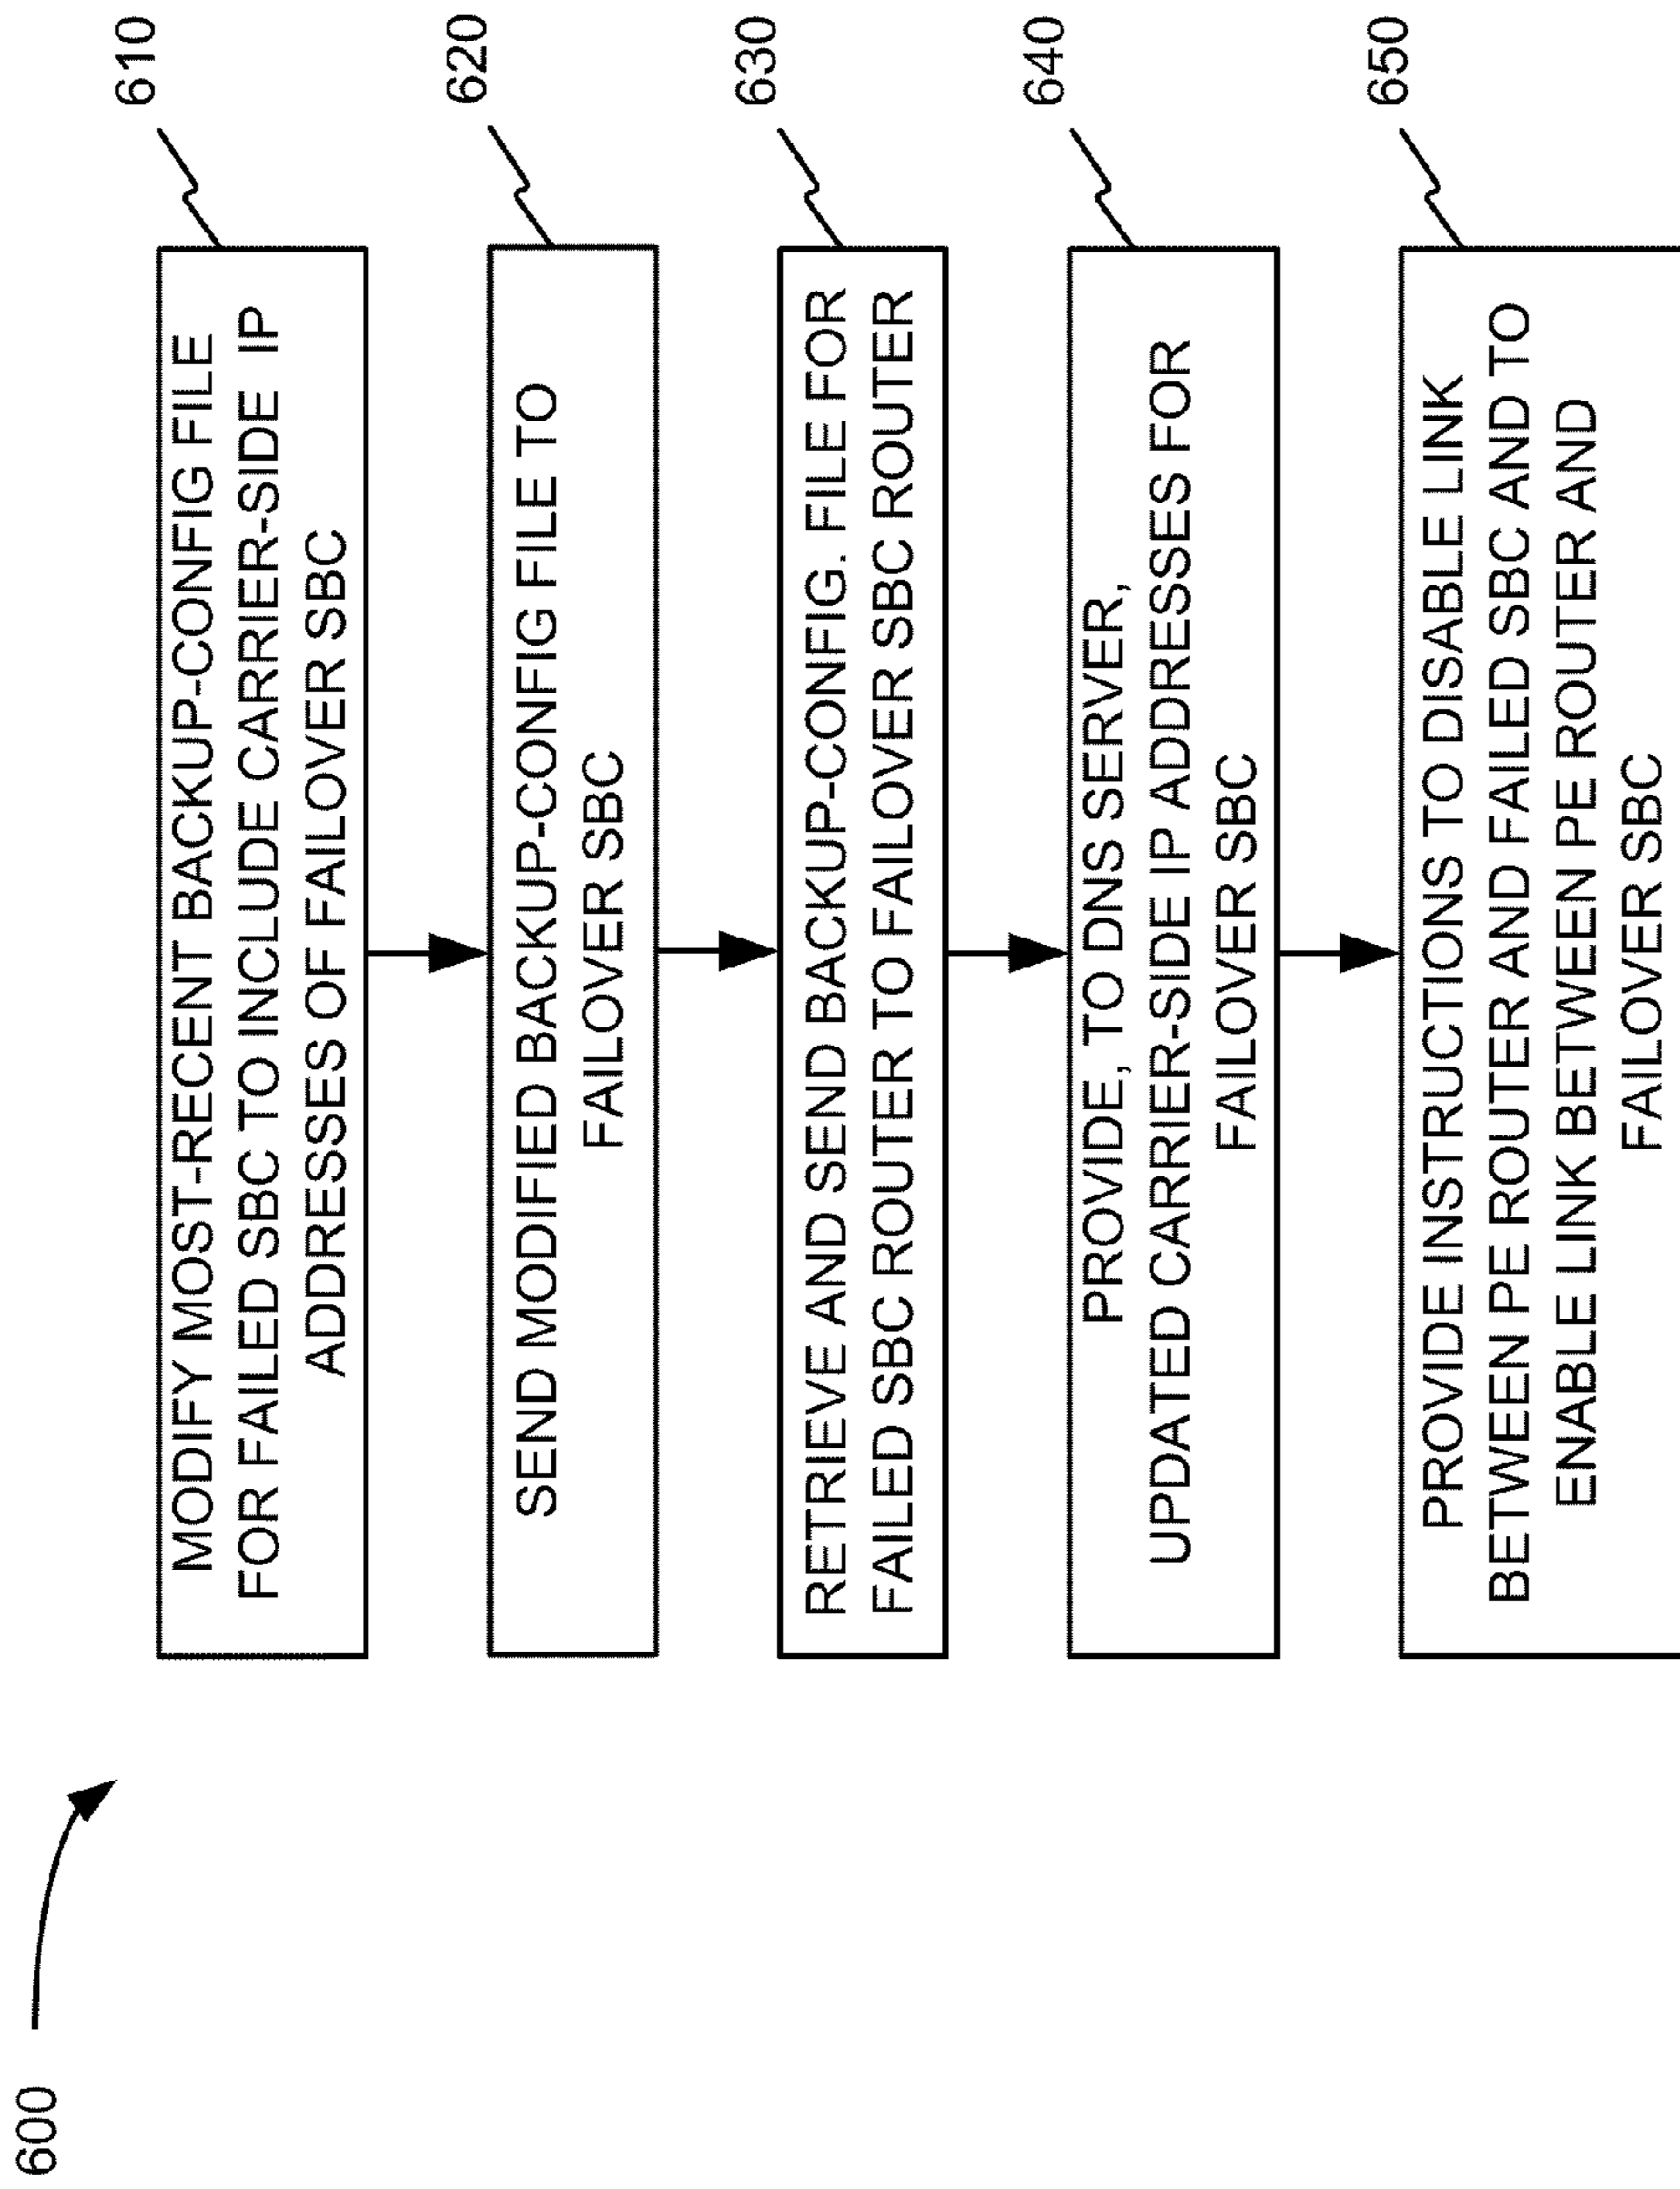 600
610
MODIFY MOST-RECENT BACKUP-CONFIG FILE
FOR FAILED SBC TO INCLUDE CARRIER-SIDE IP
ADDRESSES OF FAILOVER SBC
620
SEND MODIFIED BACKUP-CONFIG FILE TO
FAILOVER SBC
630
RETRIEVE AND SEND BACKUP-CONFIG. FILE FOR
FAILED SBC ROUTER TO FAILOVER SBC ROUTER
640
PROVIDE, TO DNS SERVER,
UPDATED CARRIER-SIDE IP ADDRESSES FOR
FAILOVER SBC
650
PROVIDE INSTRUCTIONS TO DISABLE LINK
BETWEEN PE ROUTER AND FAILED SBC AND TO
ENABLE LINK BETWEEN PE ROUTER AND
FAILOVER SBC